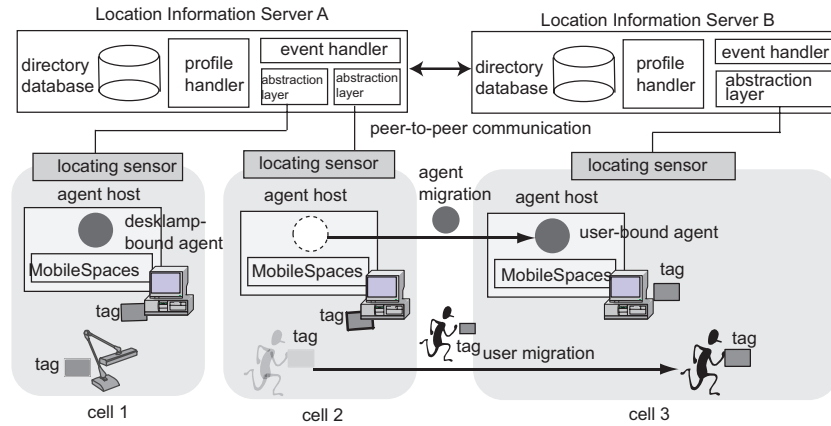 Location Information Server A
Location Information Server B
directory
database
profile
handler
event handler
abstraction
layer
abstraction
layer
directory
database
profile
handler
event handler
abstraction
layer
peer-to-peer communication
locating sensor
locating sensor
locating sensor
agent host
desklamp-
bound agent
MobileSpaces
tag
tag
cell 1
agent host
MobileSpaces
tag
cell 2
agent
migration
agent host
user-bound agent
MobileSpaces
tag
tag
user migration
tag
cell 3